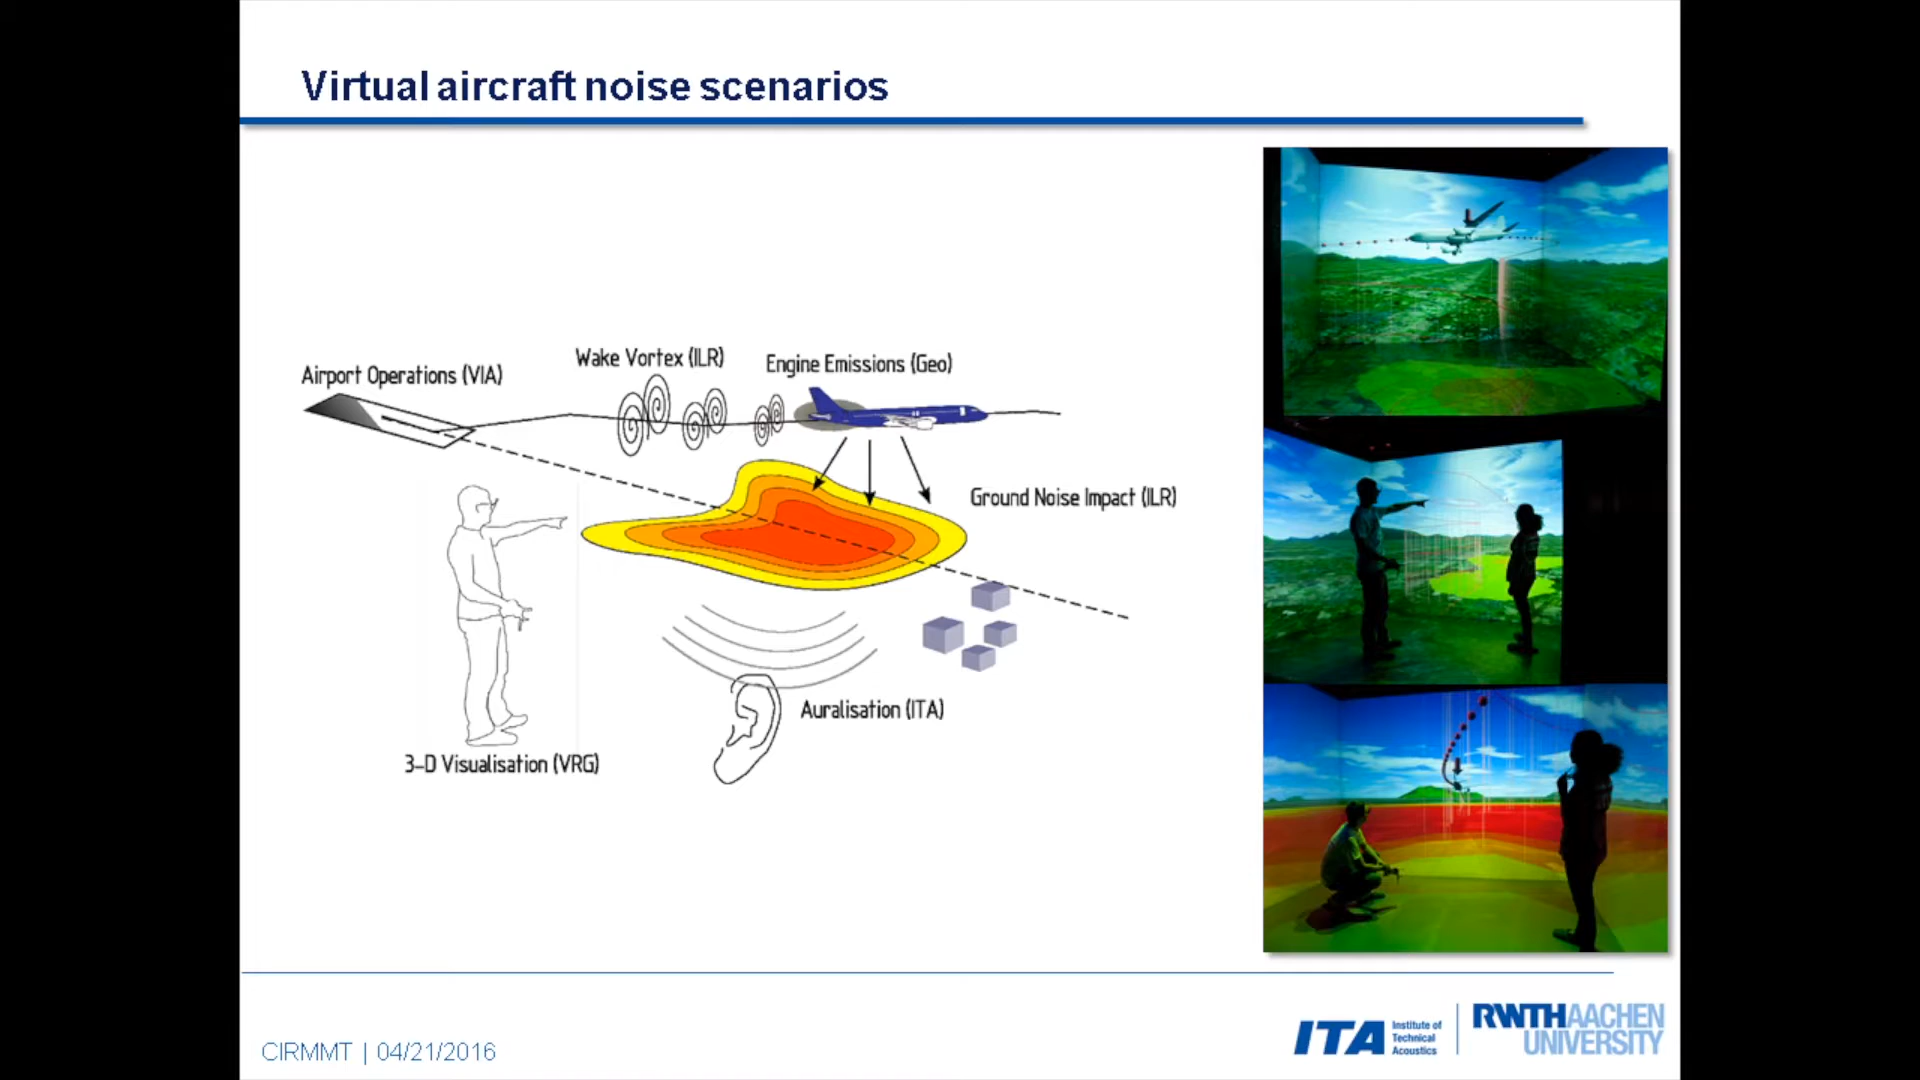 Virtual aircraft noise scenarios
Airport Operations (VIA)
Wake Vortex (ILR)
Engine Emissions (Geo)
Ground Noise Impact (ILR)
Auralisation (ITA)
3-D Visualisation (VRG)
CIRMMT | 04/21/2016
ITA
Institute of
Technical
Acoustics
RWTHAACHEN
UNIVERSITY